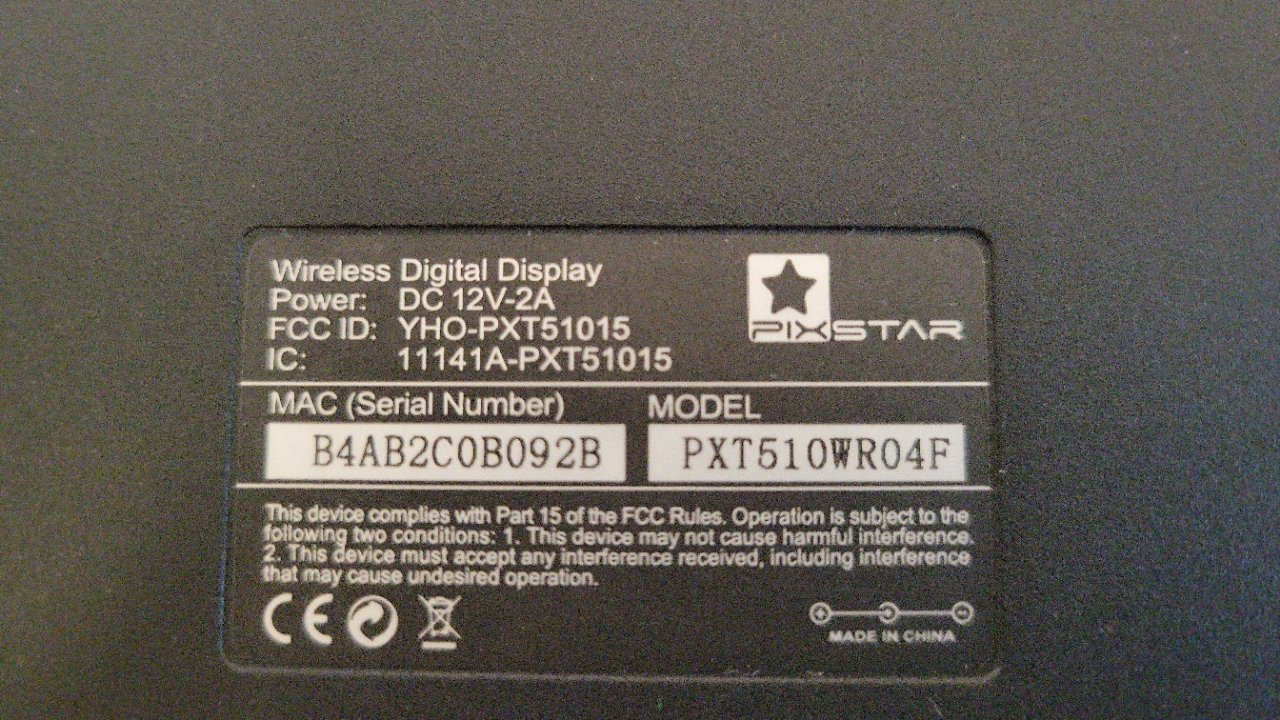 Wireless Digital Display
Power: DC 12V-2A
FCC ID: YHO-PXT51015
IC: 11141A-PXT51015
PIXSTAR
MAC (Serial Number)
B4AB2C0B092B
MODEL
PXT510WR04F
This device complies with Part 15 of the FCC Rules. Operation is subject to the
following two conditions: 1. This device may not cause harmful interference.
2. This device must accept any interference received, including interference
that may cause undesired operation.
CE
MADE IN CHINA